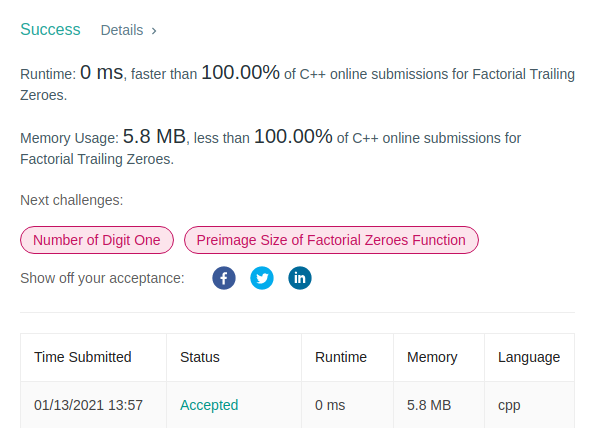 Success Details >
Runtime: 0 ms, faster than 100.00% of C++ online submissions for Factorial Trailing
Zeroes.
Memory Usage: 5.8 MB, less than 100.00% of C++ online submissions for
Factorial Trailing Zeroes.
Next challenges:
Number of Digit One Preimage Size of Factorial Zeroes Function
Show off your acceptance: f in
Time Submitted Status Runtime Memory Language
01/13/2021 13:57 Accepted 0 ms 5.8 MB cpp